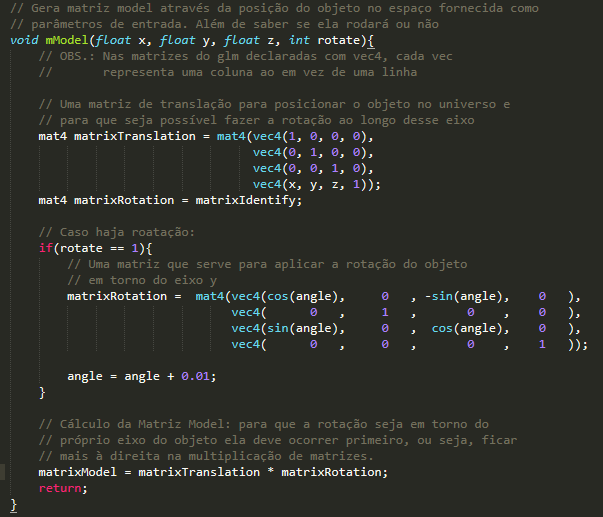 // Gera matriz model através da posição do objeto no espaço fornecida como
// parâmetros de entrada. Além de saber se ela rodará ou não
void mModel(float x, float y, float z, int rotate){
    // OBS.: Nas matrizes do glm declaradas com vec4, cada vec
    //       representa uma coluna ao em vez de uma linha

    // Uma matriz de translação para posicionar o objeto no universo e
    // para que seja possível fazer a rotação ao longo desse eixo
    mat4 matrixTranslation = mat4(vec4(1, 0, 0, 0),
                                  vec4(0, 1, 0, 0),
                                  vec4(0, 0, 1, 0),
                                  vec4(x, y, z, 1));
    mat4 matrixRotation = matrixIdentify;

    // Caso haja roatação:
    if(rotate == 1){
        // Uma matriz que serve para aplicar a rotação do objeto
        // em torno do eixo y
        matrixRotation =  mat4(vec4(cos(angle),     0   , -sin(angle),    0   ),
                               vec4(      0   ,     1   ,       0    ,    0   ),
                               vec4(sin(angle),     0   ,  cos(angle),    0   ),
                               vec4(      0   ,     0   ,       0    ,    1   ));

        angle = angle + 0.01;
    }

    // Cálculo da Matriz Model: para que a rotação seja em torno do
    // próprio eixo do objeto ela deve ocorrer primeiro, ou seja, ficar
    // mais à direita na multiplicação de matrizes.
    matrixModel = matrixTranslation * matrixRotation;
    return;
}